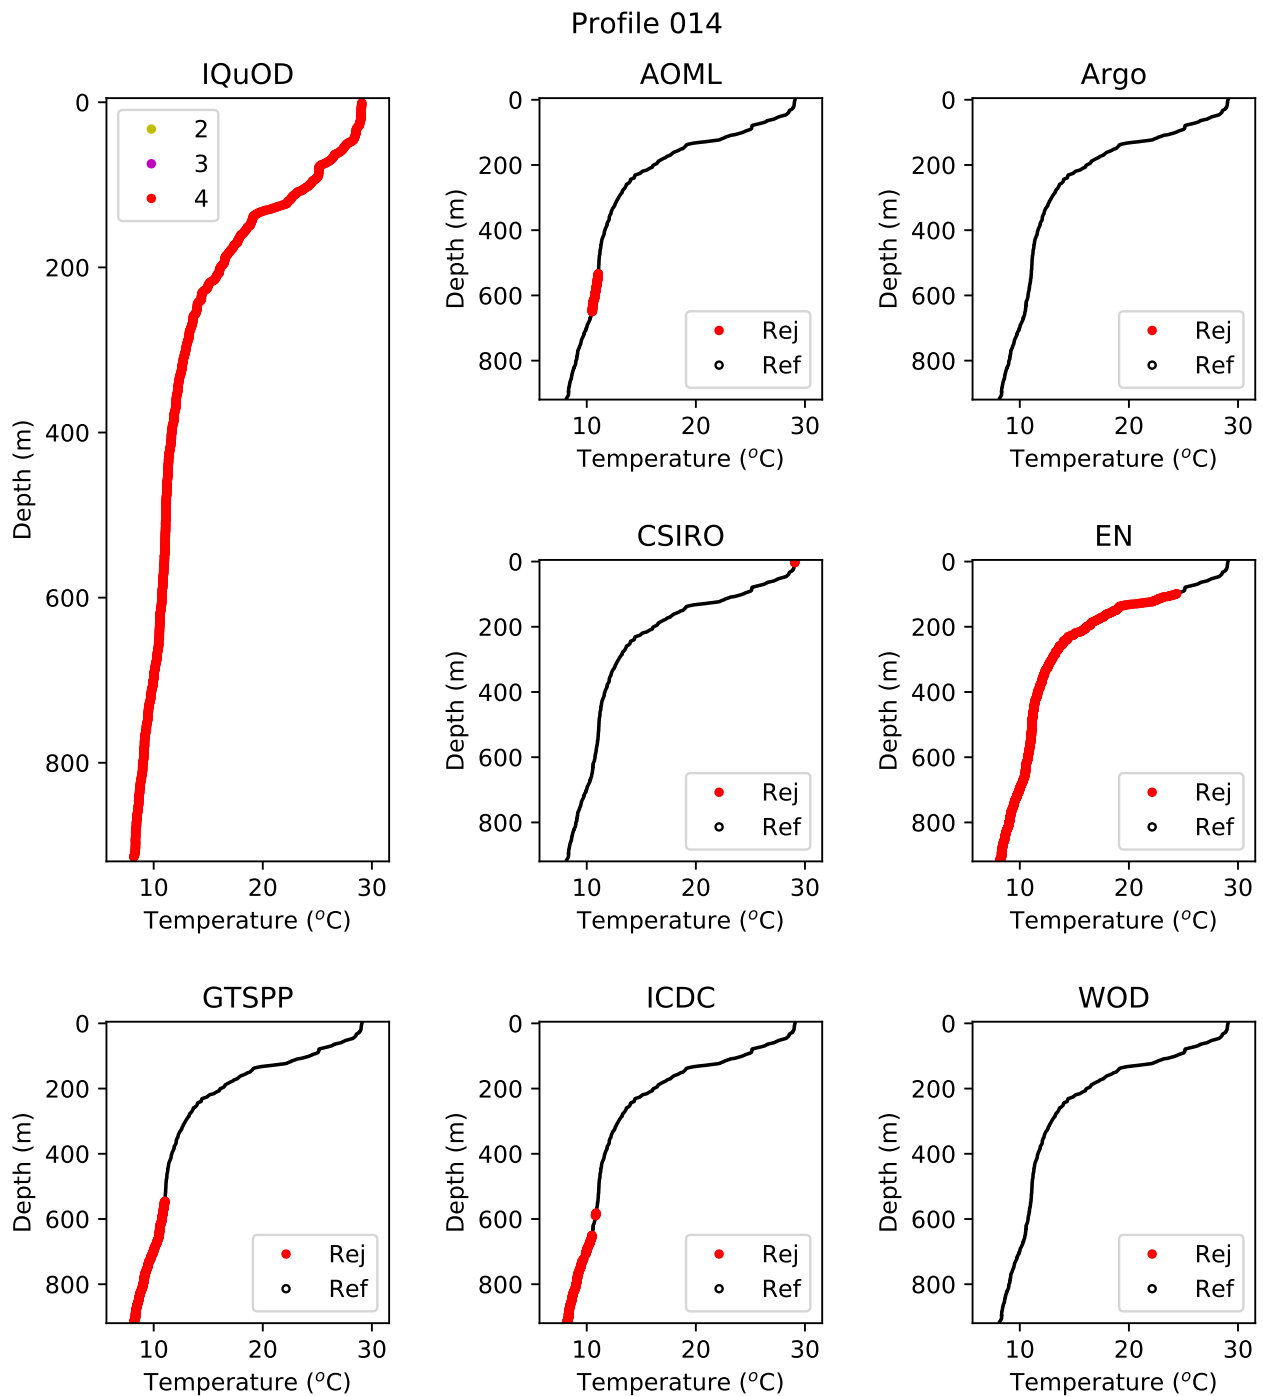 Profile 014
IQuOD
0
200
400
600
800
Depth (m)
2
3
4
10 20 30
Temperature (°C)
AOML
0
200
400
600
800
Depth (m)
Rej
Ref
10 20 30
Temperature (°C)
Argo
0
200
400
600
800
Depth (m)
Rej
Ref
10 20 30
Temperature (°C)
CSIRO
0
200
400
600
800
Depth (m)
Rej
Ref
10 20 30
Temperature (°C)
EN
0
200
400
600
800
Depth (m)
Rej
Ref
10 20 30
Temperature (°C)
GTSPP
0
200
400
600
800
Depth (m)
Rej
Ref
10 20 30
Temperature (°C)
ICDC
0
200
400
600
800
Depth (m)
Rej
Ref
10 20 30
Temperature (°C)
WOD
0
200
400
600
800
Depth (m)
Rej
Ref
10 20 30
Temperature (°C)